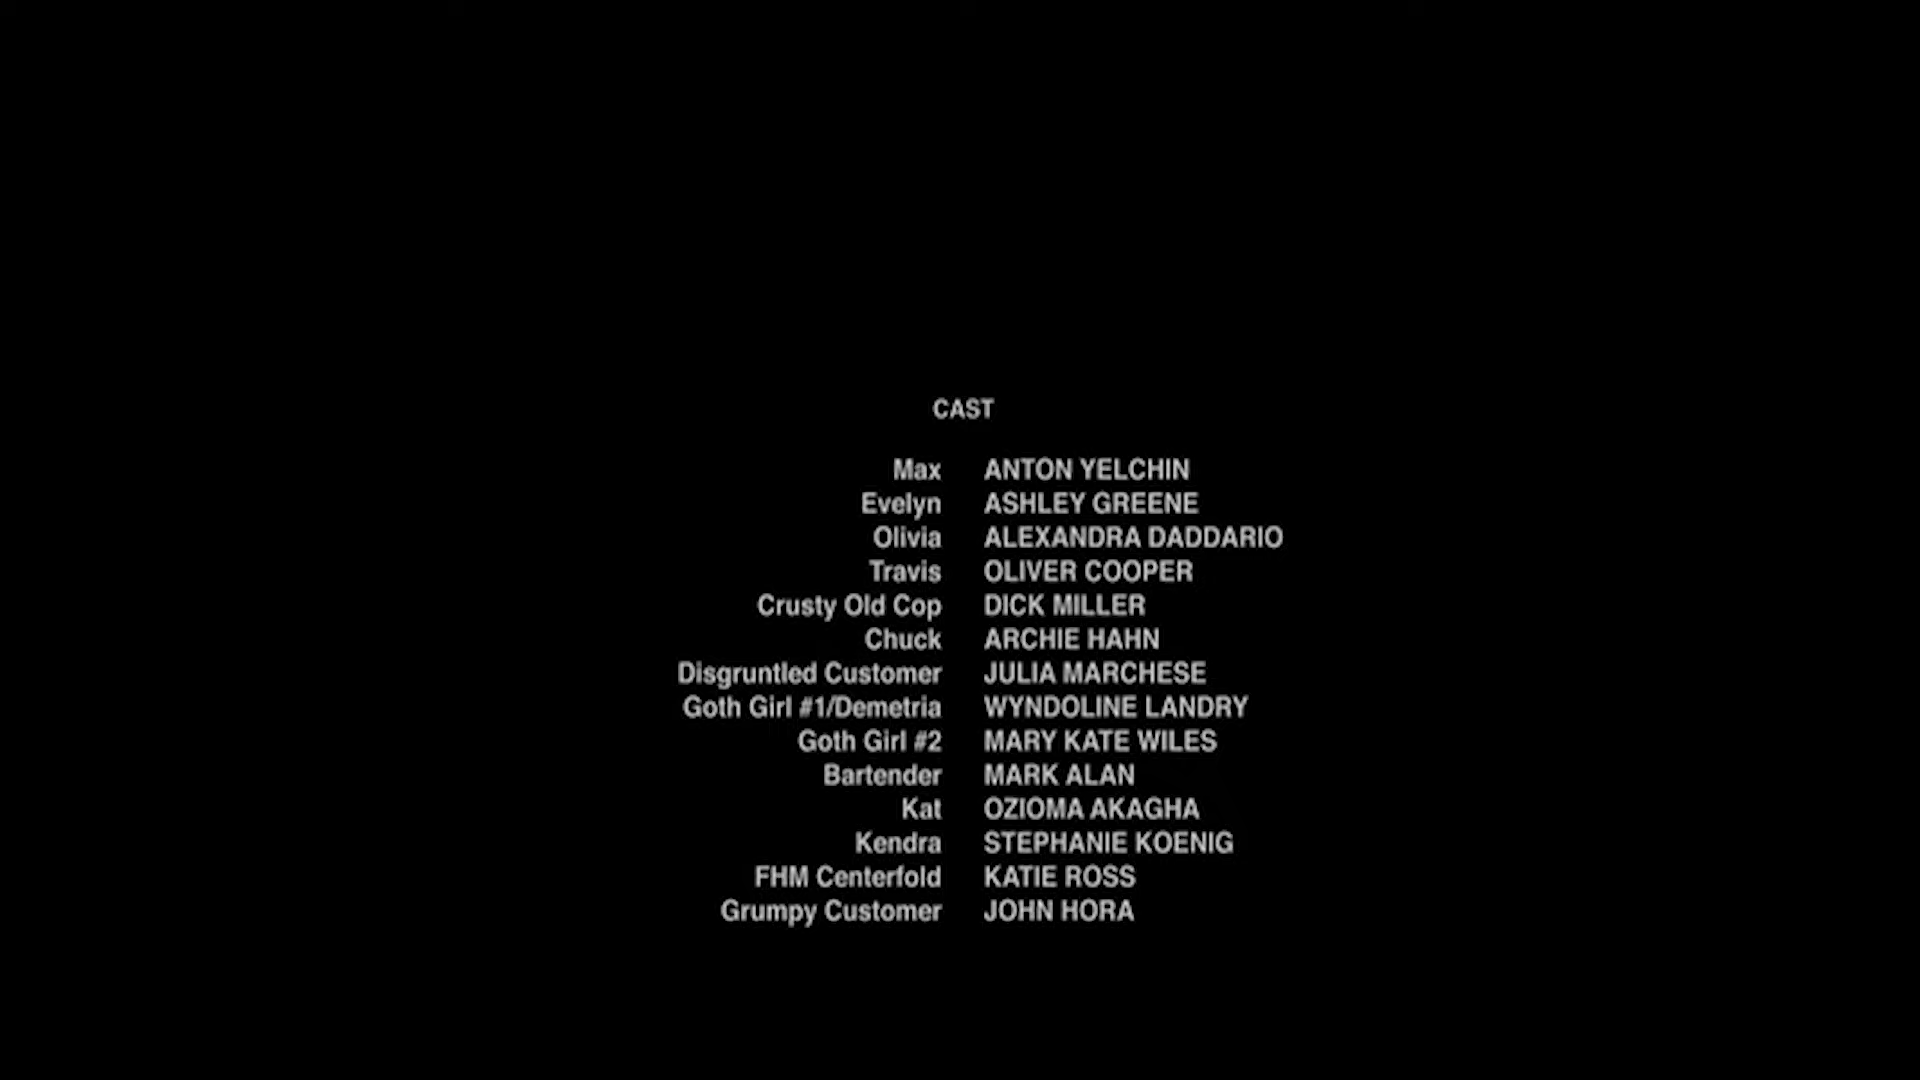 CAST
Max ANTON YELCHIN
Evelyn ASHLEY GREENE
Olivia ALEXANDRA DADDARIO
Travis OLIVER COOPER
Crusty Old Cop DICK MILLER
Chuck ARCHIE HAHN
Disgruntled Customer JULIA MARCHESE
Goth Girl #1/Demetria WYNDOLINE LANDRY
Goth Girl #2 MARY KATE WILES
Bartender MARK ALAN
Kat OZIOMA AKAGHA
Kendra STEPHANIE KOENIG
FHM Centerfold KATIE ROSS
Grumpy Customer JOHN HORA